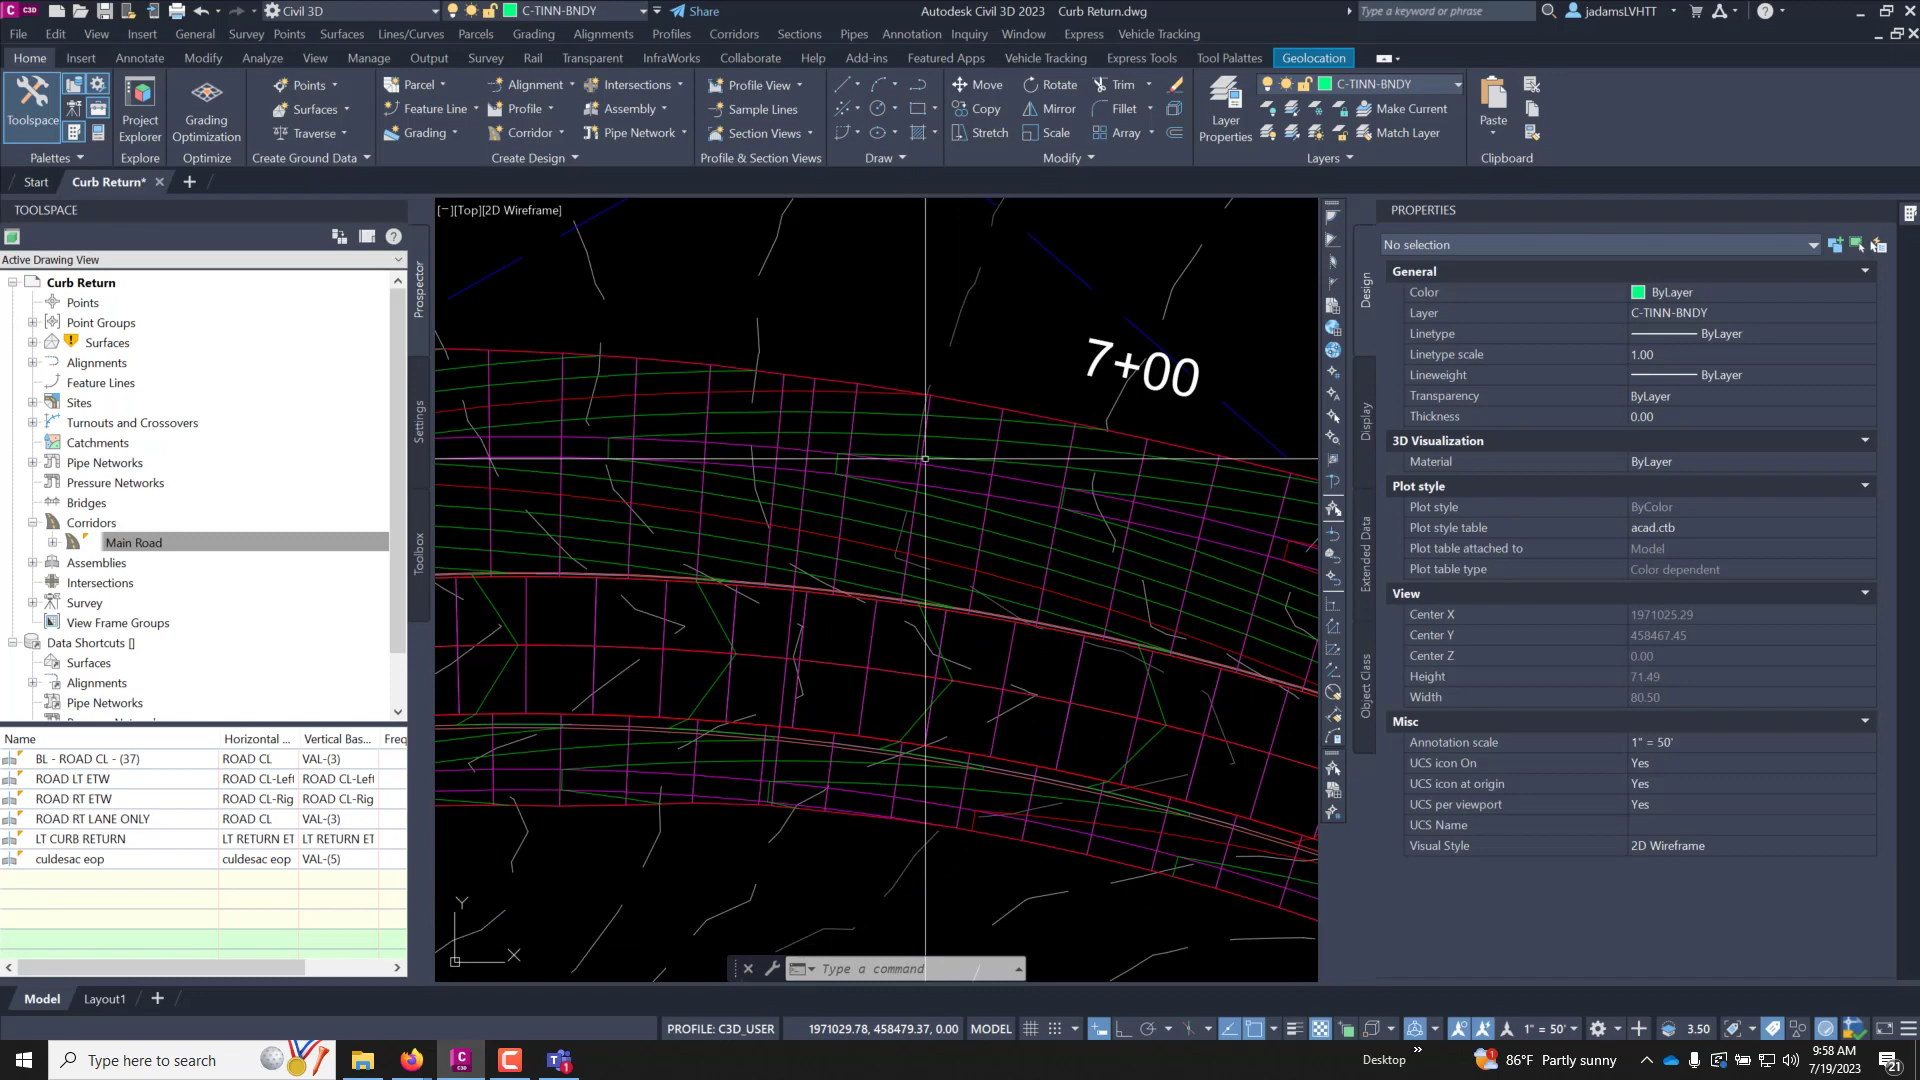 Civil 3D
C-TINN-BNDY
Share
Autodesk Civil 3D 2023 Curb Return.dwg
Type a keyword or phrase
jadamsLVHTT
File Edit View Insert General Survey Points Surfaces Lines/Curves Parcels Grading Alignments Profiles Corridors Sections Pipes Annotation Inquiry Window Express Vehicle Tracking
Home Insert Annotate Modify Analyze View Manage Output Survey Rail Transparent InfraWorks Collaborate Help Add-ins Featured Apps Vehicle Tracking Express Tools Tool Palettes Geolocation
Toolspace
Project Explorer
Grading Optimization
Points
Surfaces
Traverse
Parcel
Feature Line
Grading
Alignment
Profile
Corridor
Intersections
Assembly
Pipe Network
Profile View
Sample Lines
Section Views
Move Rotate Trim
Copy Mirror Fillet
Stretch Scale Array
Layer Properties
C-TINN-BNDY
Make Current
Match Layer
Paste
Palettes Explore Optimize Create Ground Data Create Design Profile & Section Views Draw Modify Layers Clipboard
Start Curb Return*
TOOLSPACE
Active Drawing View
Curb Return
Points
Point Groups
Surfaces
Alignments
Feature Lines
Sites
Turnouts and Crossovers
Catchments
Pipe Networks
Pressure Networks
Bridges
Corridors
Main Road
Assemblies
Intersections
Survey
View Frame Groups
Data Shortcuts []
Surfaces
Alignments
Pipe Networks
Prospector
Settings
Toolbox
Name Horizontal ... Vertical Bas... Freq
BL - ROAD CL - (37) ROAD CL VAL-(3)
ROAD LT ETW ROAD CL-Left ROAD CL-Left
ROAD RT ETW ROAD CL-Rig ROAD CL-Rig
ROAD RT LANE ONLY ROAD CL VAL-(3)
LT CURB RETURN LT RETURN ET LT RETURN ET
culdesac eop culdesac eop VAL-(5)
[−][Top][2D Wireframe]
7+00
Y
X
Type a command
PROPERTIES
No selection
Design
Display
Extended Data
Object Class
General
Color ByLayer
Layer C-TINN-BNDY
Linetype ByLayer
Linetype scale 1.00
Lineweight ByLayer
Transparency ByLayer
Thickness 0.00
3D Visualization
Material ByLayer
Plot style
Plot style ByColor
Plot style table acad.ctb
Plot table attached to Model
Plot table type Color dependent
View
Center X 1971025.29
Center Y 458467.45
Center Z 0.00
Height 71.49
Width 80.50
Misc
Annotation scale 1" = 50'
UCS icon On Yes
UCS icon at origin Yes
UCS per viewport Yes
UCS Name
Visual Style 2D Wireframe
Model Layout1
PROFILE: C3D_USER 1971029.78, 458479.37, 0.00 MODEL 1" = 50' 3.50
Type here to search
Desktop
86°F Partly sunny
9:58 AM
7/19/2023
21